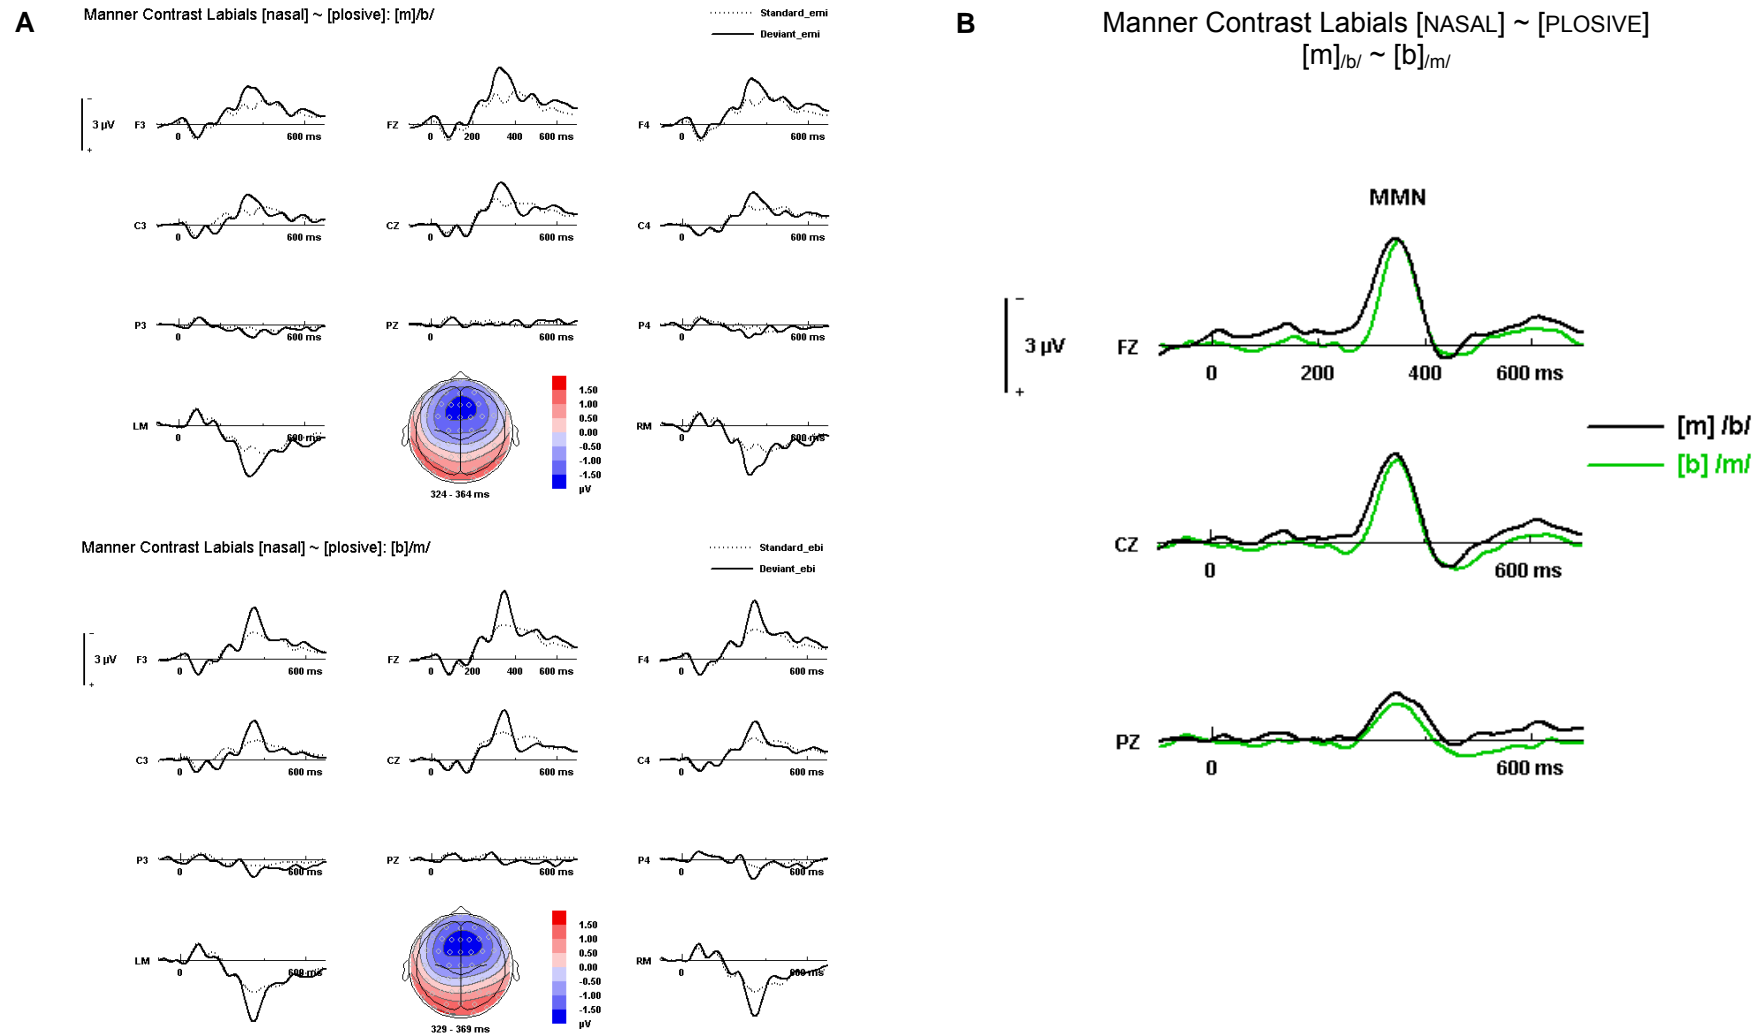 A
Manner Contrast Labials [nasal] ~ [plosive]: [m]/b/
Standard_emi
Deviant_emi
−
3 µV
+
F3
0
600 ms
FZ
0
200
400
600 ms
F4
0
600 ms
C3
0
600 ms
CZ
0
600 ms
C4
0
600 ms
P3
0
600 ms
PZ
0
600 ms
P4
0
600 ms
LM
0
600 ms
1.50
1.00
0.50
0.00
-0.50
-1.00
-1.50
µV
324 - 364 ms
RM
0
600 ms
Manner Contrast Labials [nasal] ~ [plosive]: [b]/m/
Standard_ebi
Deviant_ebi
−
3 µV
+
F3
0
600 ms
FZ
0
200
400
600 ms
F4
0
600 ms
C3
0
600 ms
CZ
0
600 ms
C4
0
600 ms
P3
0
600 ms
PZ
0
600 ms
P4
0
600 ms
LM
0
600 ms
1.50
1.00
0.50
0.00
-0.50
-1.00
-1.50
µV
329 - 369 ms
RM
0
600 ms
B
Manner Contrast Labials [NASAL] ~ [PLOSIVE]
[m]/b/ ~ [b]/m/
MMN
−
3 µV
+
FZ
0
200
400
600 ms
[m] /b/
[b] /m/
CZ
0
600 ms
PZ
0
600 ms